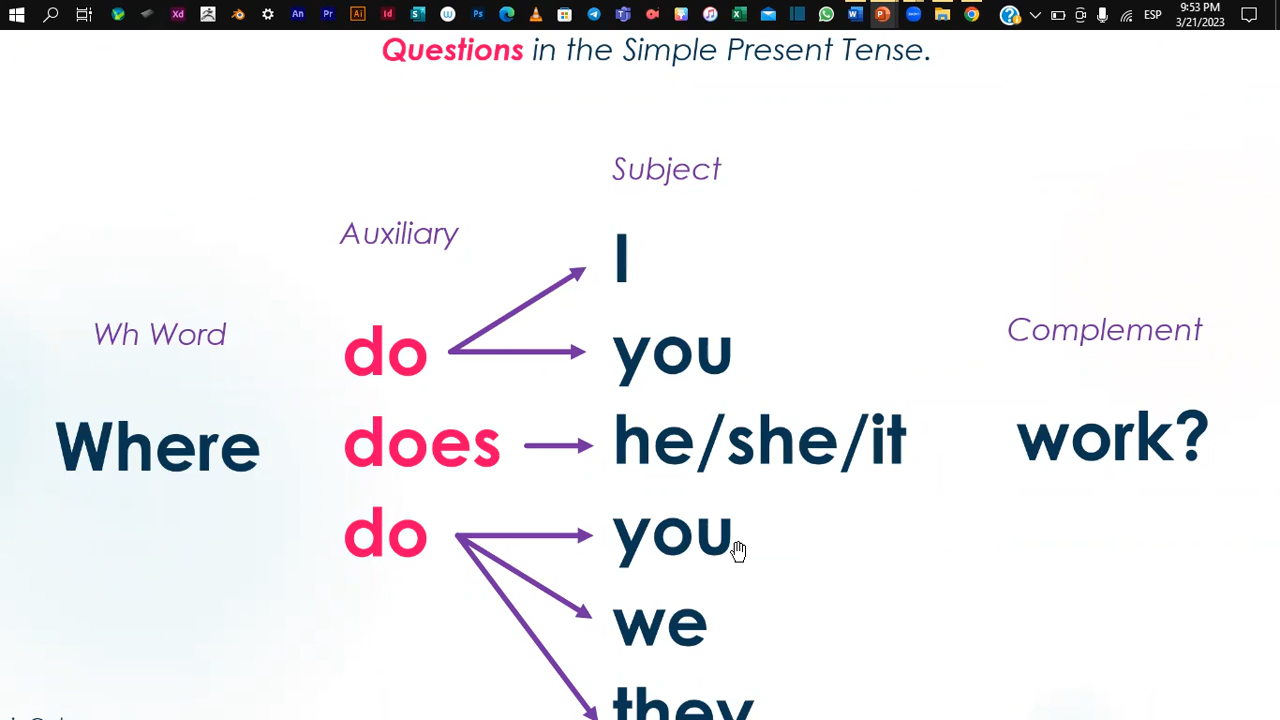 9:53 PM
ESP
3/21/2023
Questions in the Simple Present Tense.
Subject
Auxiliary
I
Wh Word
do
you
Complement
Where
does
he/she/it
work?
do
you
we
they